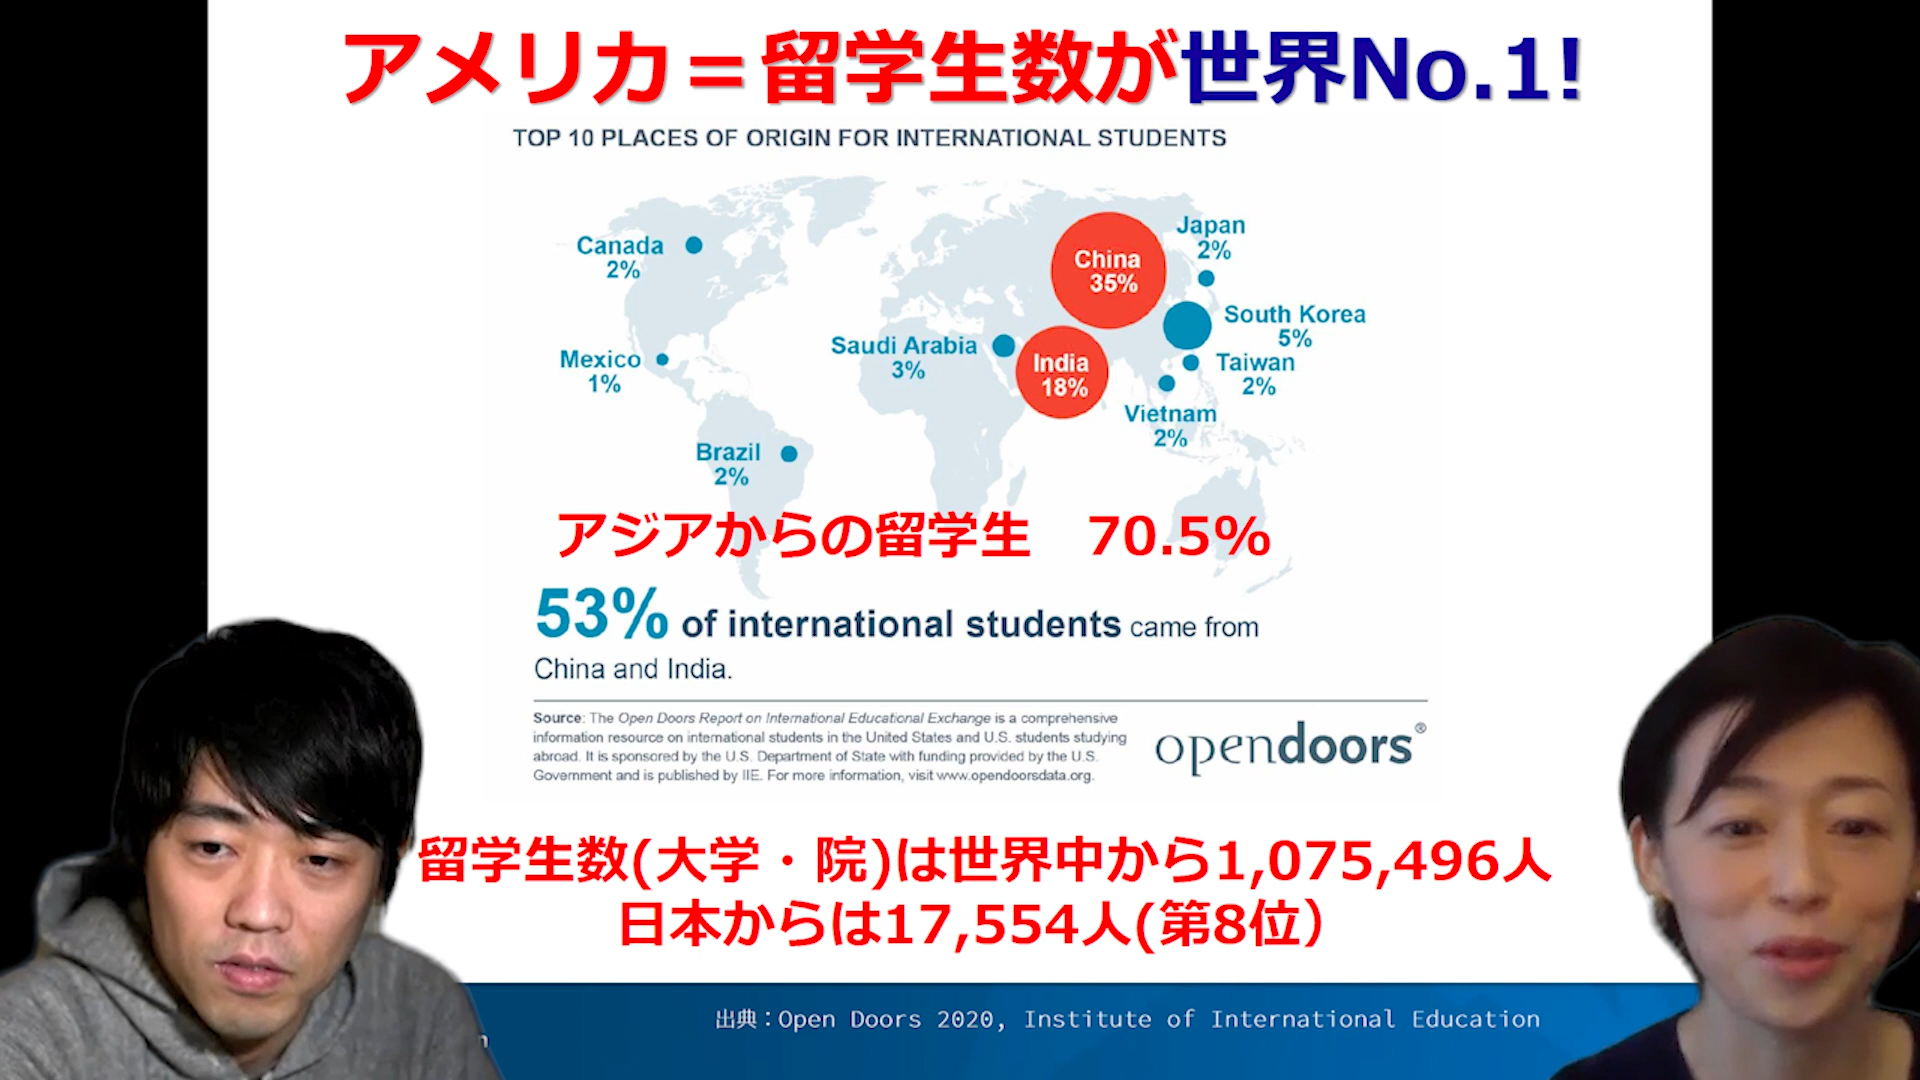 アメリカ＝留学生数が世界No.1!
TOP 10 PLACES OF ORIGIN FOR INTERNATIONAL STUDENTS
Canada
2%
Mexico
1%
Brazil
2%
Saudi Arabia
3%
China
35%
India
18%
Japan
2%
South Korea
5%
Taiwan
2%
Vietnam
2%
アジアからの留学生　70.5%
53% of international students came from
China and India.
Source: The Open Doors Report on International Educational Exchange is a comprehensive
information resource on international students in the United States and U.S. students studying
abroad. It is sponsored by the U.S. Department of State with funding provided by the U.S.
Government and is published by IIE. For more information, visit www.opendoorsdata.org.
opendoors®
留学生数(大学・院)は世界中から1,075,496人
日本からは17,554人(第8位）
出典：Open Doors 2020, Institute of International Education